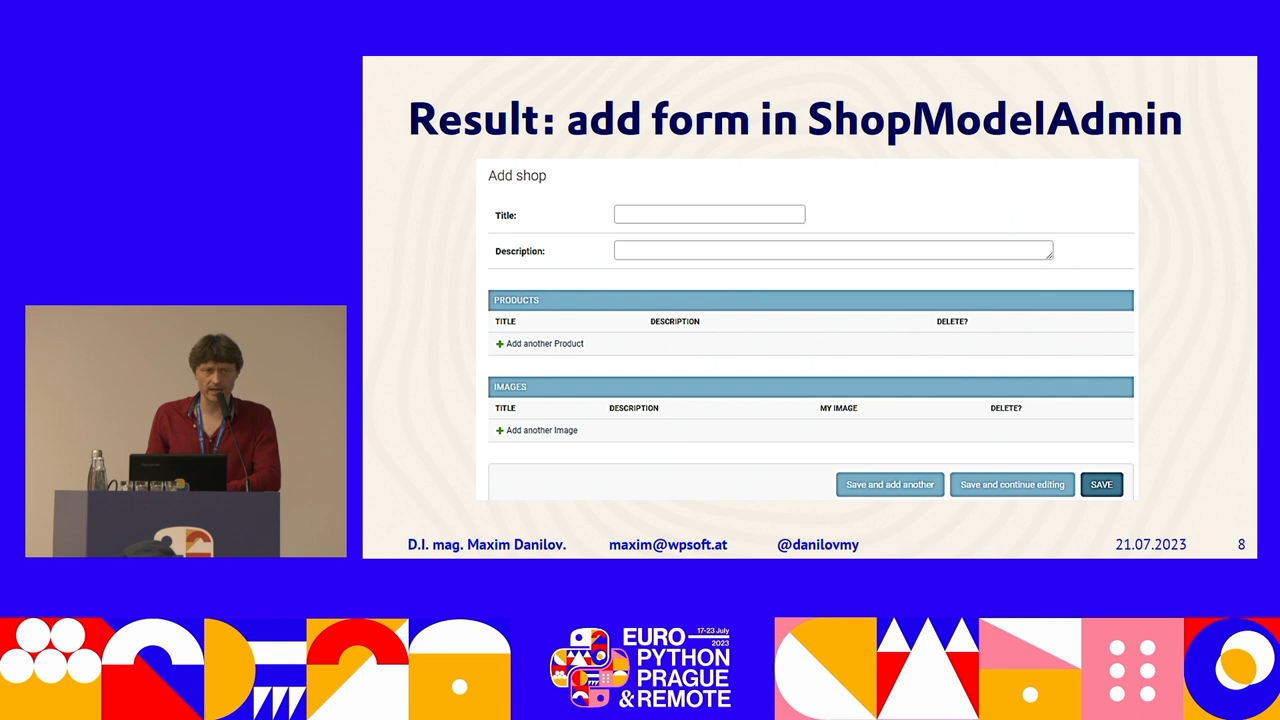 Result: add form in ShopModelAdmin
Add shop
Title:
Description:
PRODUCTS
TITLE DESCRIPTION DELETE?
+ Add another Product
IMAGES
TITLE DESCRIPTION MY IMAGE DELETE?
+ Add another Image
Save and add another Save and continue editing SAVE
D.I. mag. Maxim Danilov. maxim@wpsoft.at @danilovmy 21.07.2023 8
EURO 17-23 July 2023
PYTHON
PRAGUE
& REMOTE